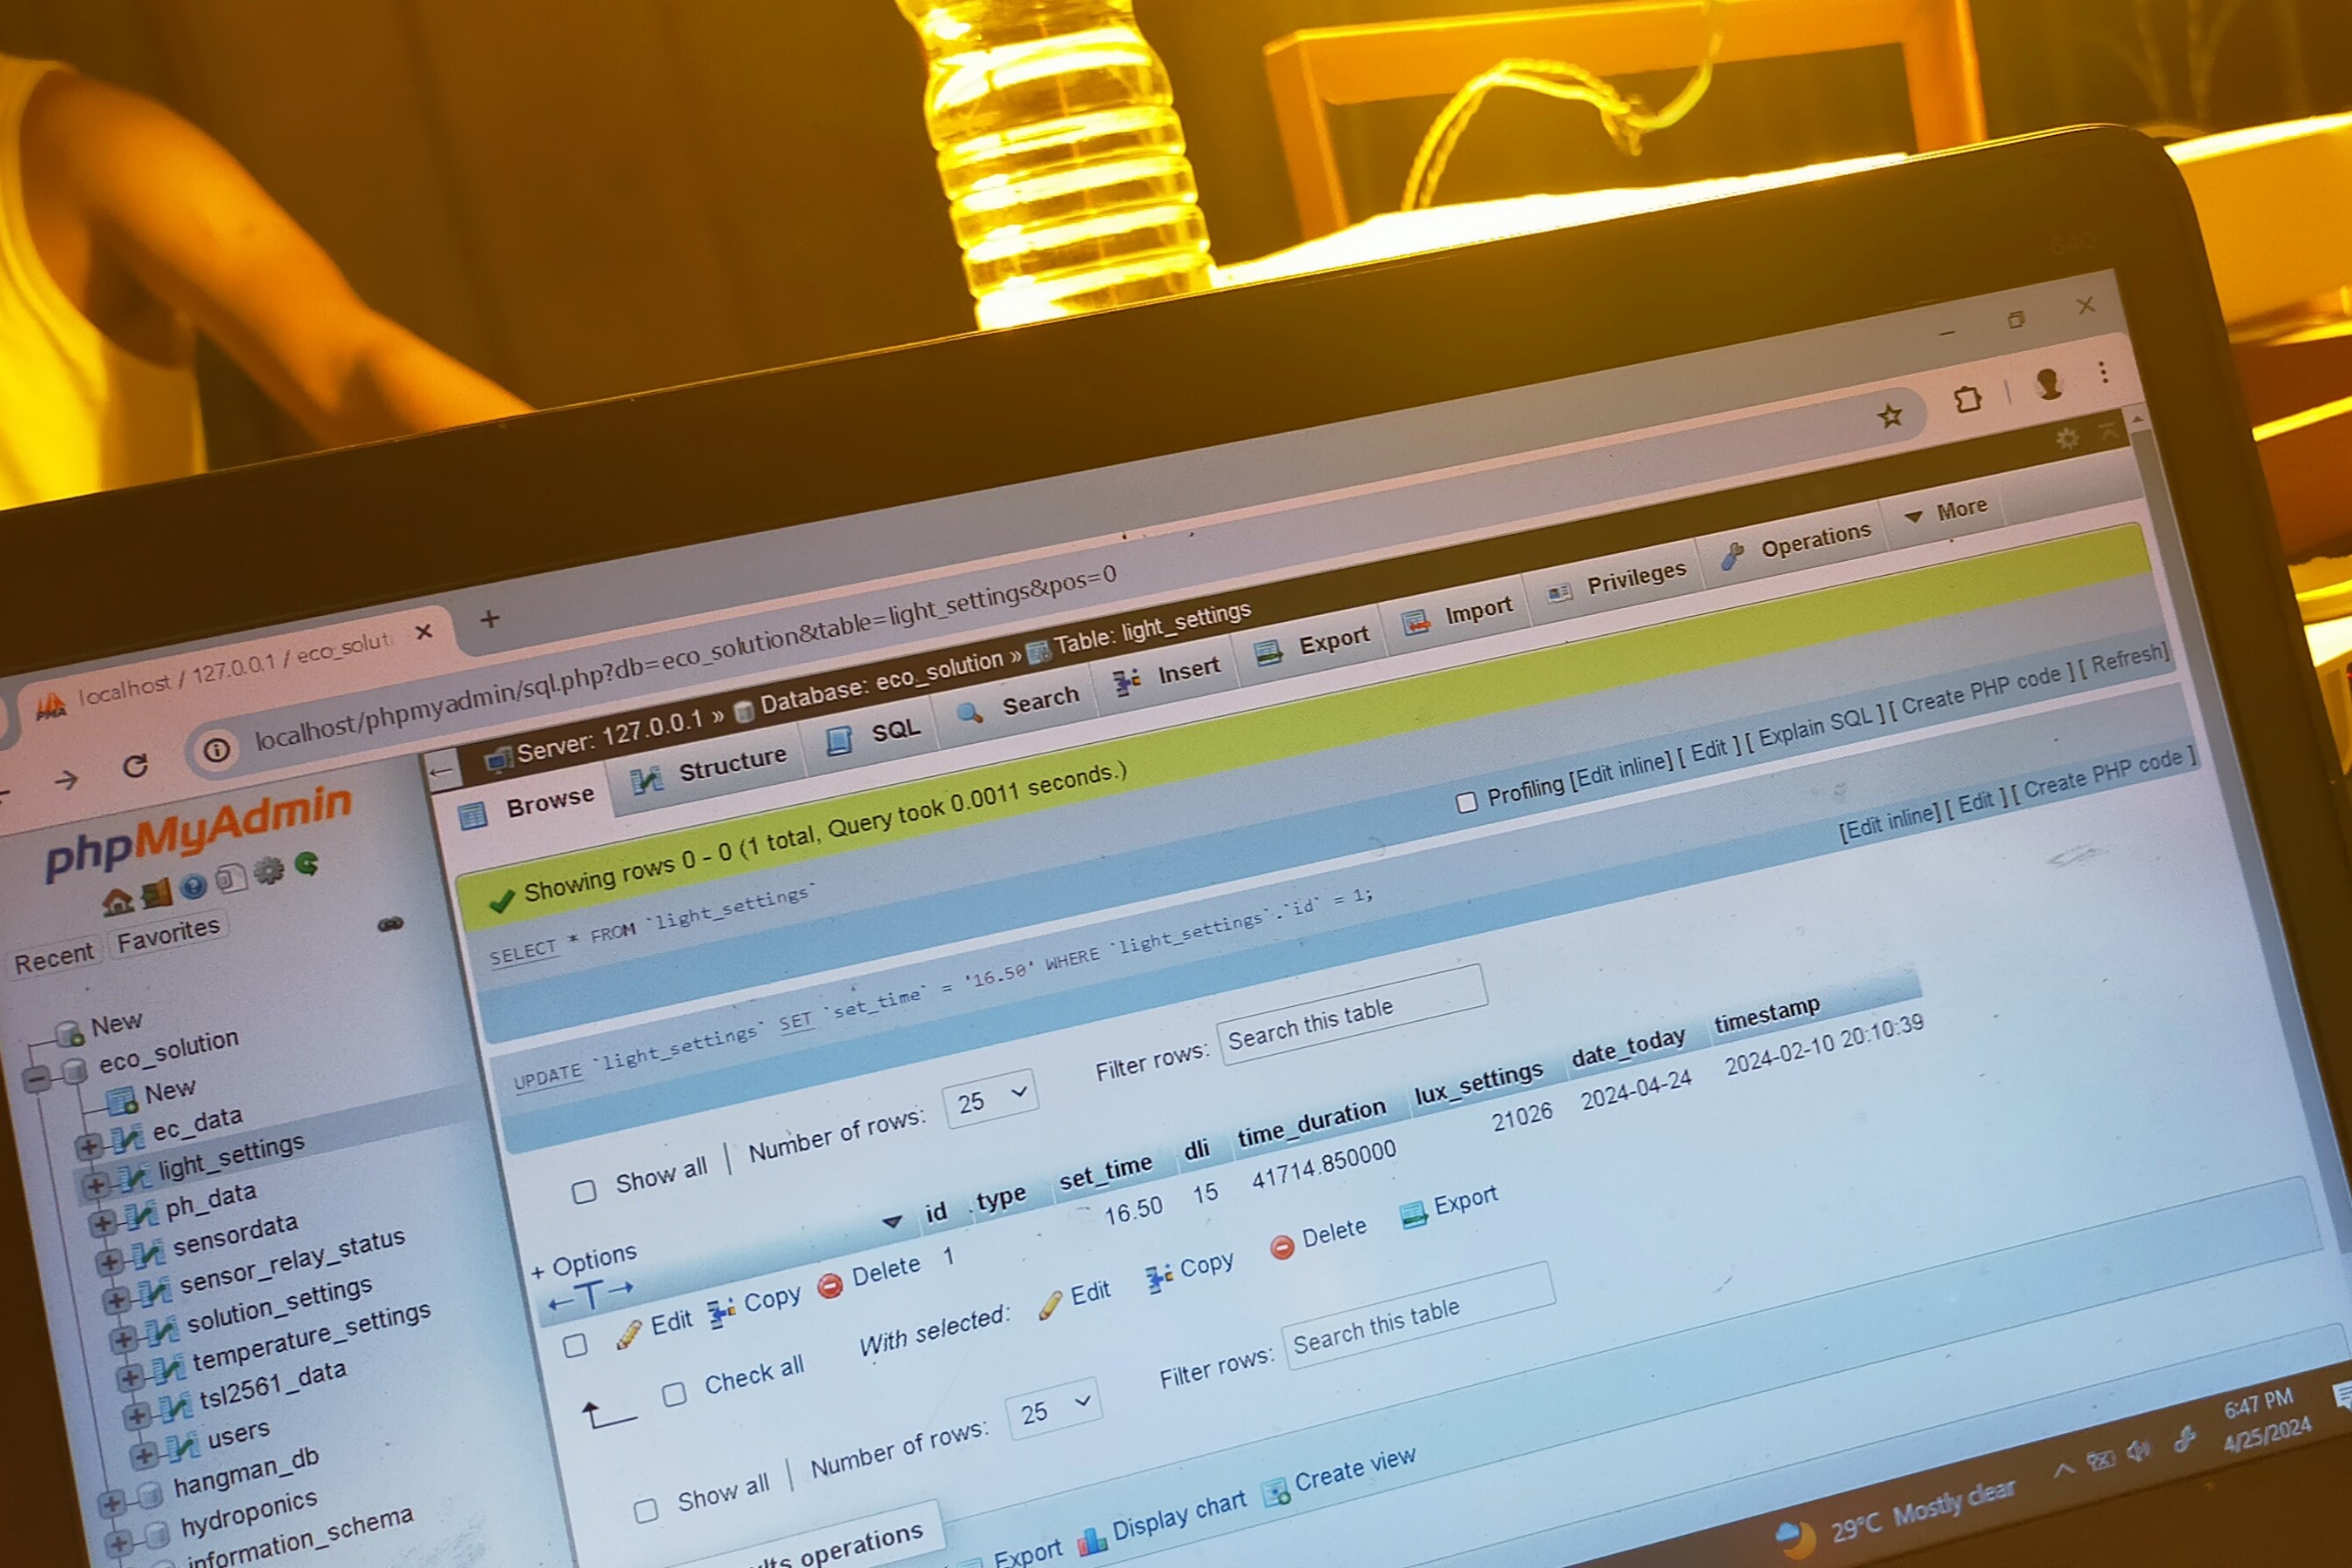 localhost / 127.0.0.1 / eco_soluti
localhost/phpmyadmin/sql.php?db=eco_solution&table=light_settings&pos=0
phpMyAdmin
Recent Favorites
New
eco_solution
New
ec_data
light_settings
ph_data
sensordata
sensor_relay_status
solution_settings
temperature_settings
tsl2561_data
users
hangman_db
hydroponics
information_schema
Server: 127.0.0.1 » Database: eco_solution » Table: light_settings
Browse Structure SQL Search Insert Export Import Privileges Operations More
Showing rows 0 - 0 (1 total, Query took 0.0011 seconds.)
SELECT * FROM `light_settings`
Profiling [Edit inline] [ Edit ] [ Explain SQL ] [ Create PHP code ] [ Refresh]
UPDATE `light_settings` SET `set_time` = '16.50' WHERE `light_settings`.`id` = 1;
[Edit inline] [ Edit ] [ Create PHP code ]
Show all | Number of rows: 25 Filter rows: Search this table
+ Options
←T→ id type set_time dli time_duration lux_settings date_today timestamp
Edit Copy Delete 1 16.50 15 41714.850000 21026 2024-04-24 2024-02-10 20:10:39
Check all With selected: Edit Copy Delete Export
Show all | Number of rows: 25 Filter rows: Search this table
lts operations
Export Display chart Create view
29°C Mostly clear
6:47 PM
4/25/2024